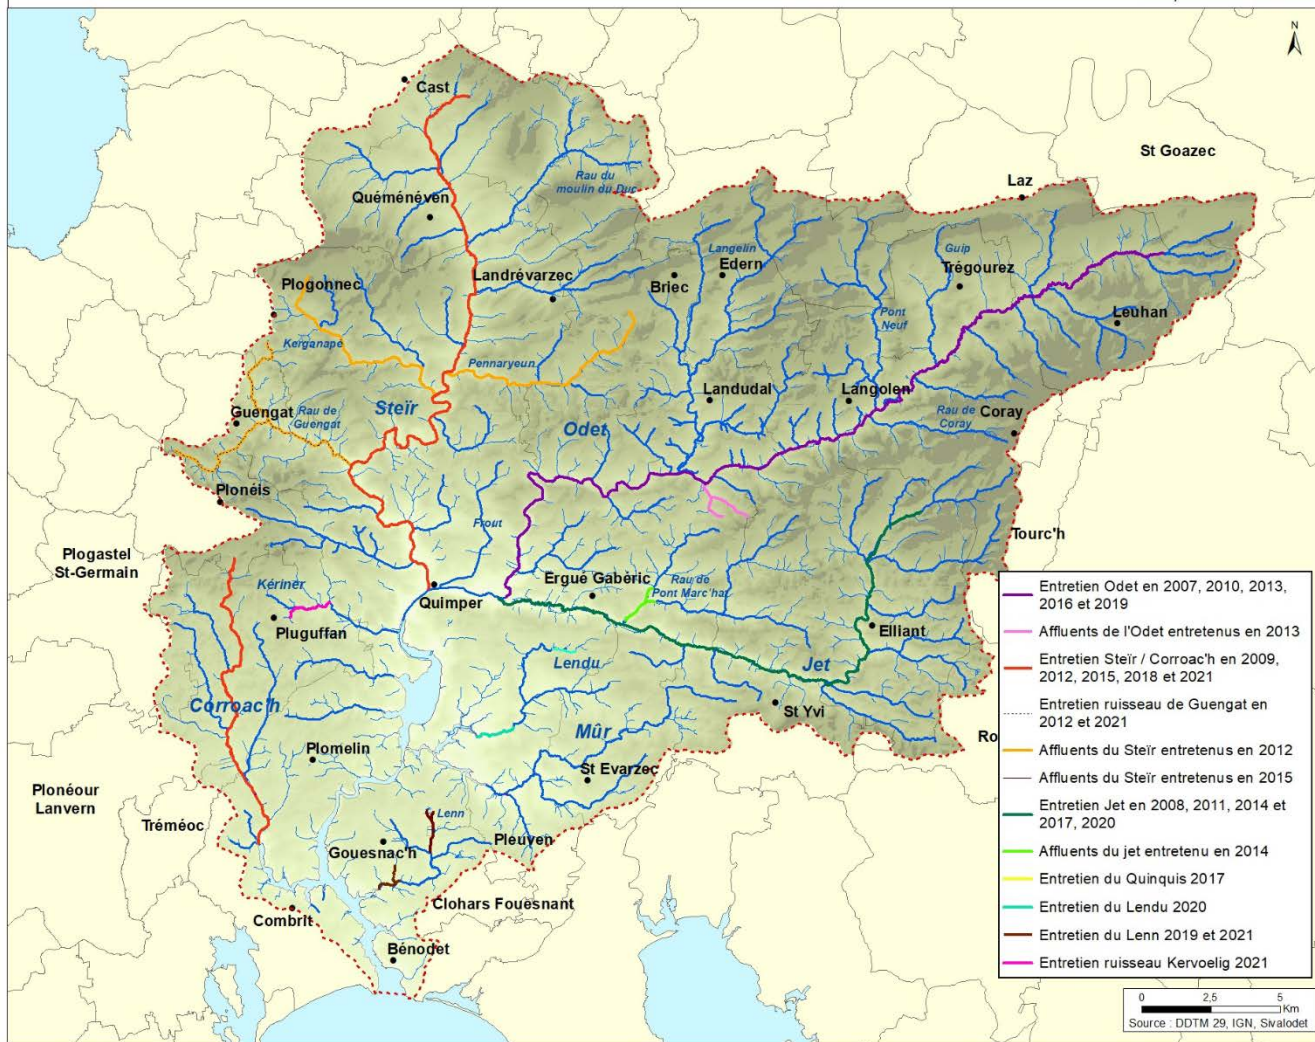 N
Cast
St Goazec
Rau du
moulin du Duc
Laz
Quéménéven
Langelin
Guip
Edern
Trégourez
Landrévarzec
Briec
Plogonnec
Pont
Neuf
Leuhan
Kerganapé
Pennaryeun
Landudal
Langolen
Guengat
Rau de
Guengat
Steïr
Odet
Rau de
Coray
Coray
Plonéis
Frout
Tourc'h
Plogastel
St-Germain
Kériner
Quimper
Ergué Gabéric
Rau de
Pont Marc'hat
Pluguffan
Elliant
Lendu
Jet
Corroac'h
St Yvi
Mûr
Ro
Plomelin
St Evarzec
Plonéour
Lanvern
Tréméoc
Lenn
Gouesnac'h
Pleuven
Clohars Fouesnant
Combrit
Bénodet
Entretien Odet en 2007, 2010, 2013,
2016 et 2019
Affluents de l'Odet entretenus en 2013
Entretien Steïr / Corroac'h en 2009,
2012, 2015, 2018 et 2021
Entretien ruisseau de Guengat en
2012 et 2021
Affluents du Steïr entretenus en 2012
Affluents du Steïr entretenus en 2015
Entretien Jet en 2008, 2011, 2014 et
2017, 2020
Affluents du jet entretenu en 2014
Entretien du Quinquis 2017
Entretien du Lendu 2020
Entretien du Lenn 2019 et 2021
Entretien ruisseau Kervoelig 2021
0 2,5 5
Km
Source : DDTM 29, IGN, Sivalodet